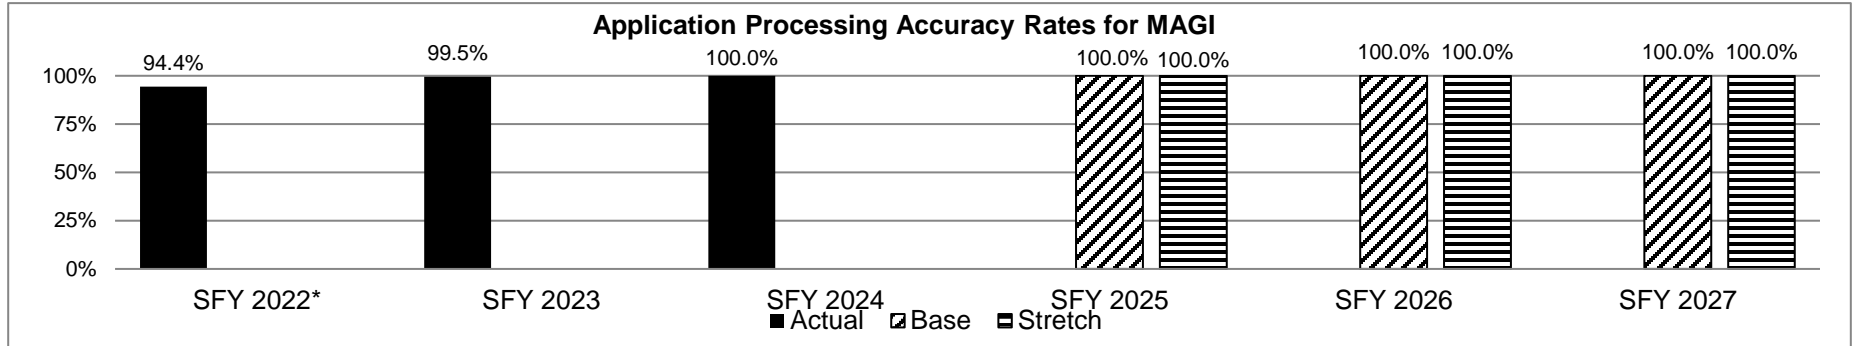 Application Processing Accuracy Rates for MAGI
94.4%
99.5%
100.0%
100.0%
100.0%
100.0%
100.0%
100.0%
100.0%
100%
75%
50%
25%
0%
SFY 2022*
SFY 2023
SFY 2024
SFY 2025
SFY 2026
SFY 2027
Actual
Base
Stretch